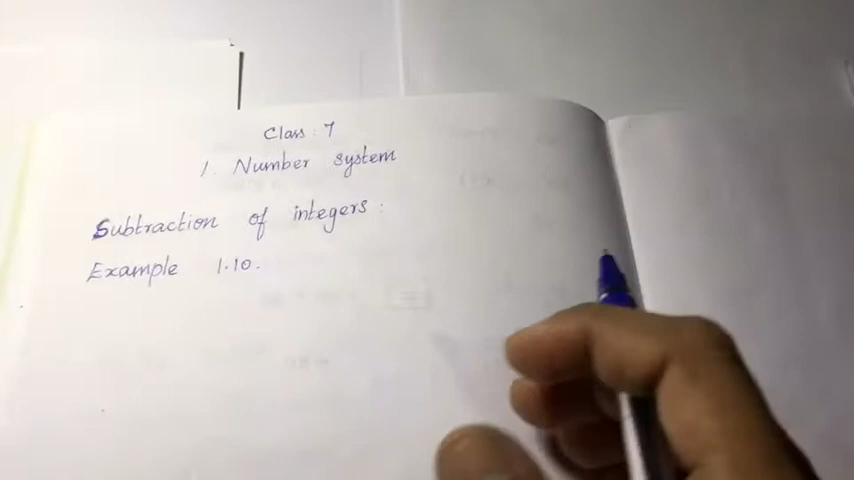 Class : 7
1. Number system
Subtraction of integers :
Example 1.10.